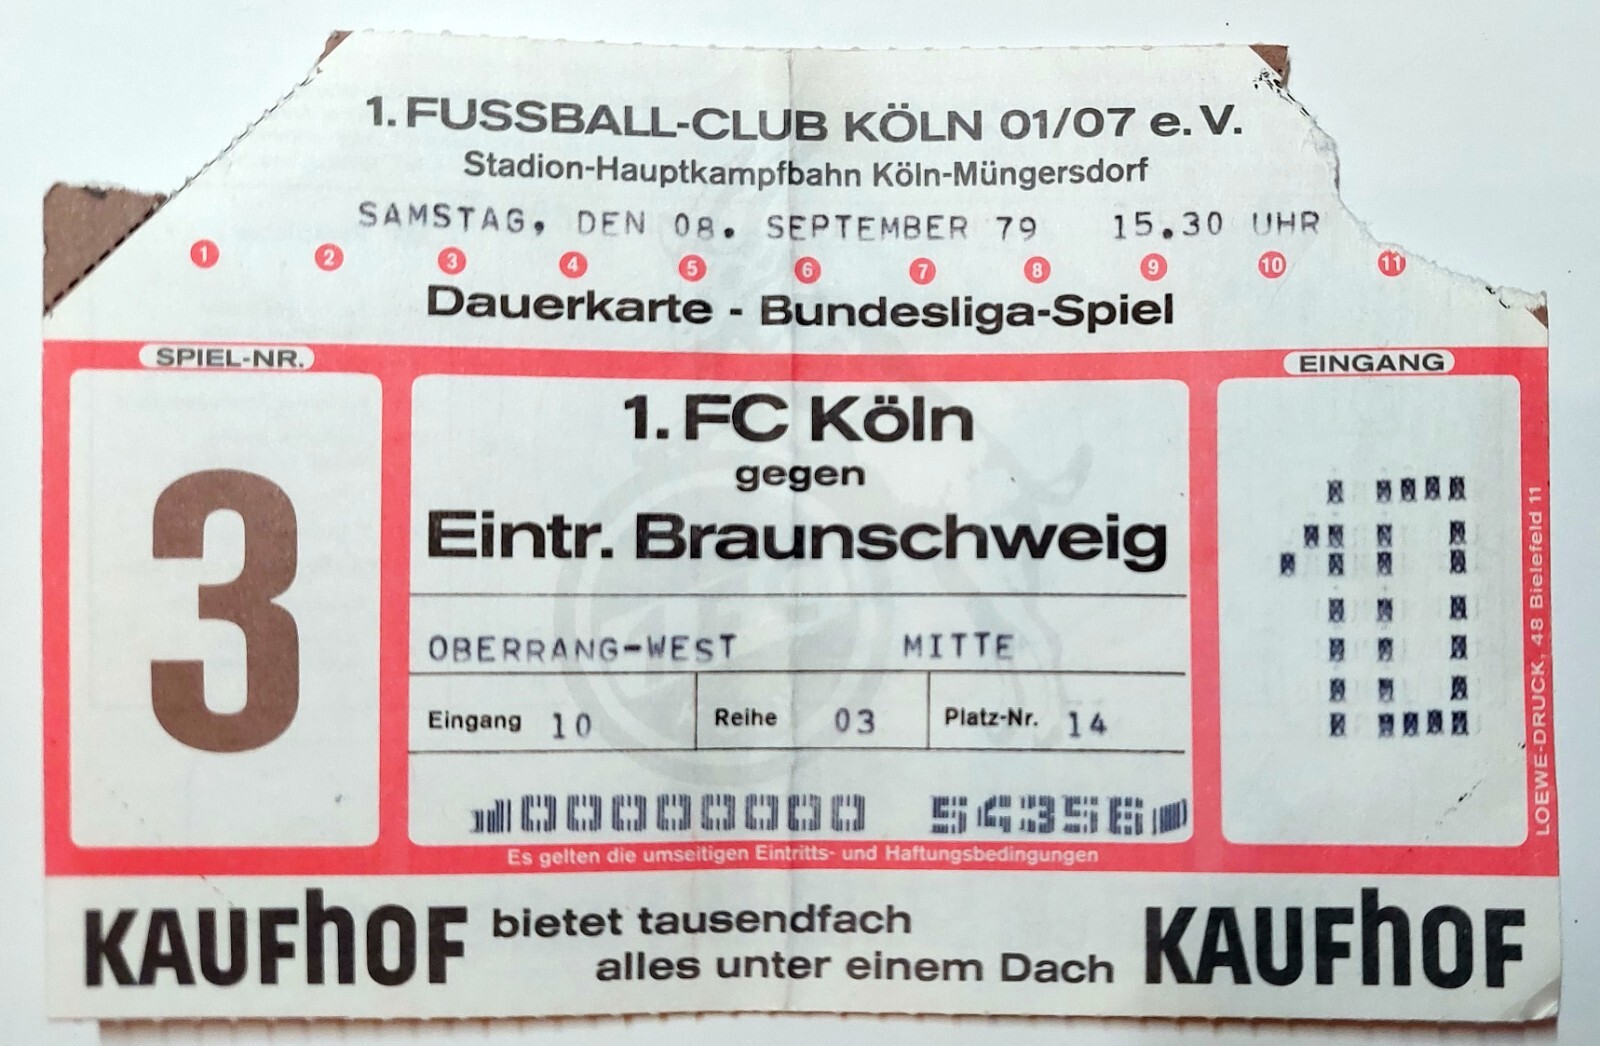 1. FUSSBALL-CLUB KÖLN 01/07 e. V.
Stadion-Hauptkampfbahn Köln-Müngersdorf
SAMSTAG, DEN 08. SEPTEMBER 79 15.30 UHR
1 2 3 4 5 6 7 8 9 10 11
Dauerkarte - Bundesliga-Spiel
SPIEL-NR.
3
1. FC Köln
gegen
Eintr. Braunschweig
OBERRANG-WEST MITTE
Eingang 10 Reihe 03 Platz-Nr. 14
00000000 54356
Es gelten die umseitigen Eintritts- und Haftungsbedingungen
EINGANG
10
LOEWE-DRUCK, 48 Bielefeld 11
KAUFhOF bietet tausendfach
alles unter einem Dach KAUFhOF